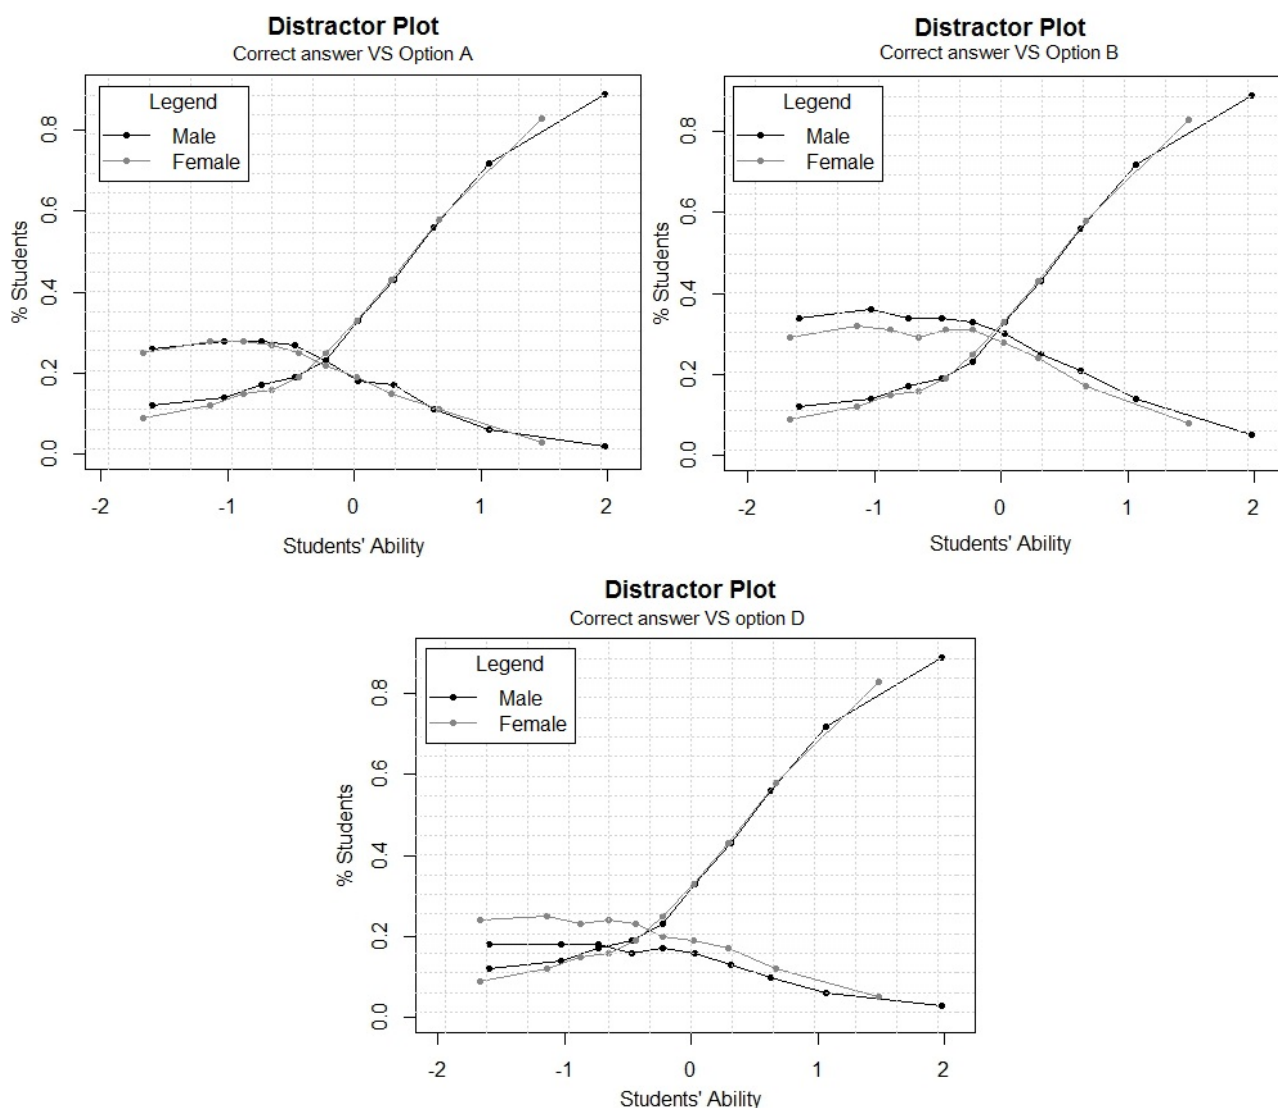 Distractor Plot
Correct answer VS Option A
Legend
Male
Female
% Students
0.8
0.6
0.4
0.2
0.0
-2 -1 0 1 2
Students' Ability
Distractor Plot
Correct answer VS Option B
Legend
Male
Female
% Students
0.8
0.6
0.4
0.2
0.0
-2 -1 0 1 2
Students' Ability
Distractor Plot
Correct answer VS option D
Legend
Male
Female
% Students
0.8
0.6
0.4
0.2
0.0
-2 -1 0 1 2
Students' Ability